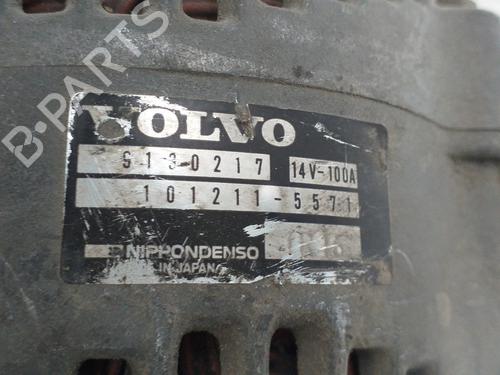 VOLVO
9130217 14V-100A
101211-5571
NIPPONDENSO
IN JAPAN
B-PARTS